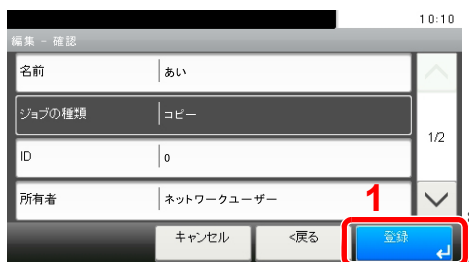 10:10
編集 - 確認
名前 あい
ジョブの種類 コピー
1/2
ID 0
所有者 ネットワークユーザー
1
キャンセル <戻る 登録